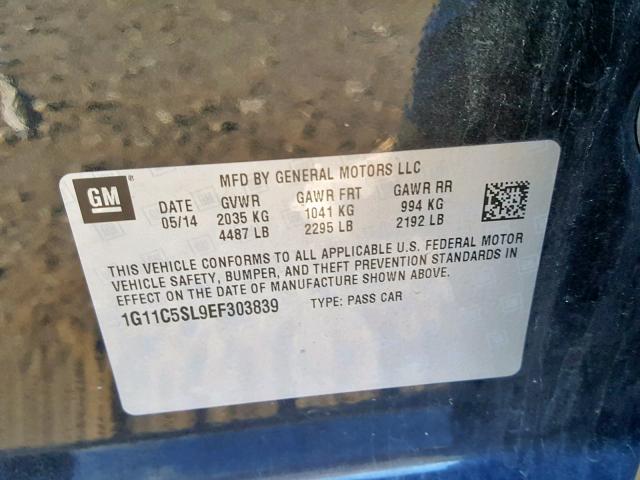 GM
MFD BY GENERAL MOTORS LLC
DATE GVWR GAWR FRT GAWR RR
05/14 2035 KG 1041 KG 994 KG
4487 LB 2295 LB 2192 LB
THIS VEHICLE CONFORMS TO ALL APPLICABLE U.S. FEDERAL MOTOR
VEHICLE SAFETY, BUMPER, AND THEFT PREVENTION STANDARDS IN
EFFECT ON THE DATE OF MANUFACTURE SHOWN ABOVE.
1G11C5SL9EF303839 TYPE: PASS CAR